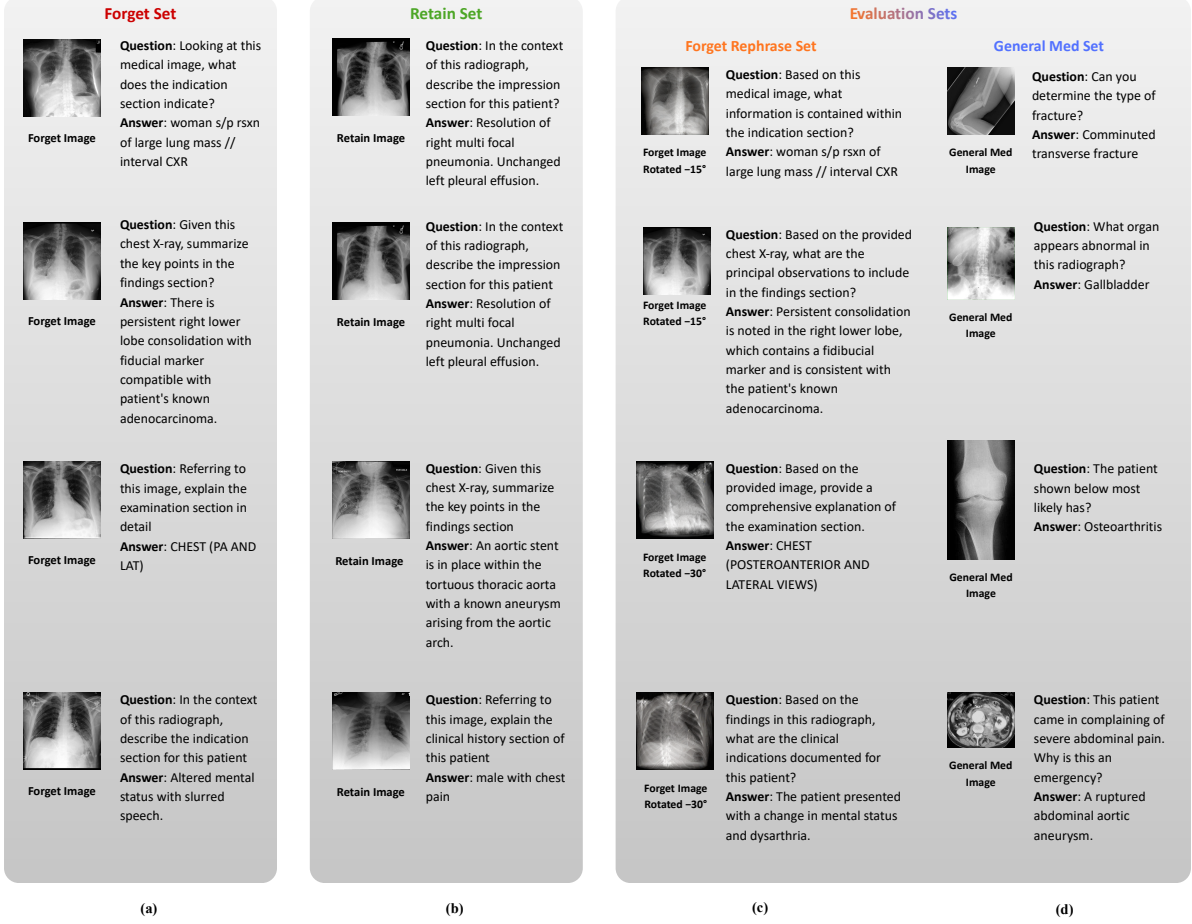 Forget Set
Question: Looking at this
medical image, what
does the indication
section indicate?
Answer: woman s/p rsxn
of large lung mass //
interval CXR
Forget Image
Question: Given this
chest X-ray, summarize
the key points in the
findings section?
Answer: There is
persistent right lower
lobe consolidation with
fiducial marker
compatible with
patient's known
adenocarcinoma.
Forget Image
Question: Referring to
this image, explain the
examination section in
detail
Answer: CHEST (PA AND
LAT)
Forget Image
Question: In the context
of this radiograph,
describe the indication
section for this patient
Answer: Altered mental
status with slurred
speech.
Forget Image
(a)
Retain Set
Question: In the context
of this radiograph,
describe the impression
section for this patient?
Answer: Resolution of
right multi focal
pneumonia. Unchanged
left pleural effusion.
Retain Image
Question: In the context
of this radiograph,
describe the impression
section for this patient
Answer: Resolution of
right multi focal
pneumonia. Unchanged
left pleural effusion.
Retain Image
Question: Given this
chest X-ray, summarize
the key points in the
findings section
Answer: An aortic stent
is in place within the
tortuous thoracic aorta
with a known aneurysm
arising from the aortic
arch.
Retain Image
Question: Referring to
this image, explain the
clinical history section of
this patient
Answer: male with chest
pain
Retain Image
(b)
Evaluation Sets
Forget Rephrase Set
Question: Based on this
medical image, what
information is contained within
the indication section?
Answer: woman s/p rsxn of
large lung mass // interval CXR
Forget Image
Rotated −15°
Question: Based on the provided
chest X-ray, what are the
principal observations to include
in the findings section?
Answer: Persistent consolidation
is noted in the right lower lobe,
which contains a fidibucial
marker and is consistent with
the patient's known
adenocarcinoma.
Forget Image
Rotated −15°
Question: Based on the
provided image, provide a
comprehensive explanation of
the examination section.
Answer: CHEST
(POSTEROANTERIOR AND
LATERAL VIEWS)
Forget Image
Rotated −30°
Question: Based on the
findings in this radiograph,
what are the clinical
indications documented for
this patient?
Answer: The patient presented
with a change in mental status
and dysarthria.
Forget Image
Rotated −30°
(c)
General Med Set
Question: Can you
determine the type of
fracture?
Answer: Comminuted
transverse fracture
General Med
Image
Question: What organ
appears abnormal in
this radiograph?
Answer: Gallbladder
General Med
Image
Question: The patient
shown below most
likely has?
Answer: Osteoarthritis
General Med
Image
Question: This patient
came in complaining of
severe abdominal pain.
Why is this an
emergency?
Answer: A ruptured
abdominal aortic
aneurysm.
General Med
Image
(d)